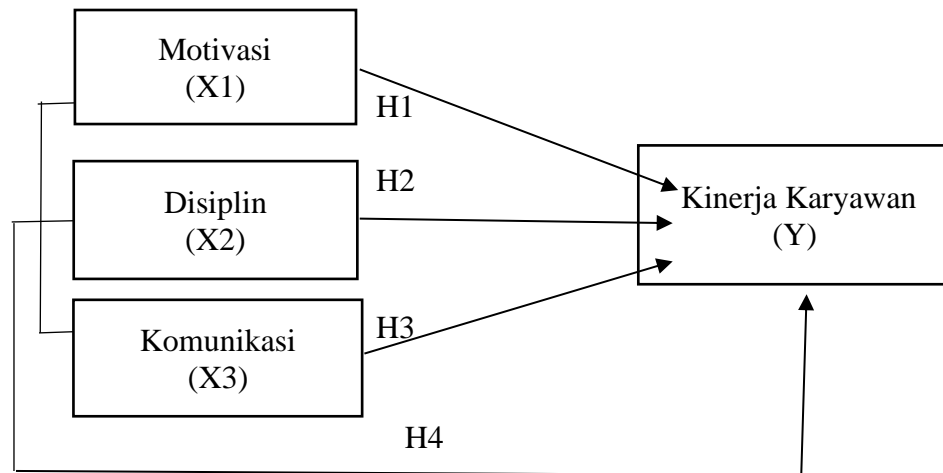 Motivasi
(X1)
H1
H2
Disiplin
(X2)
Kinerja Karyawan
(Y)
H3
Komunikasi
(X3)
H4